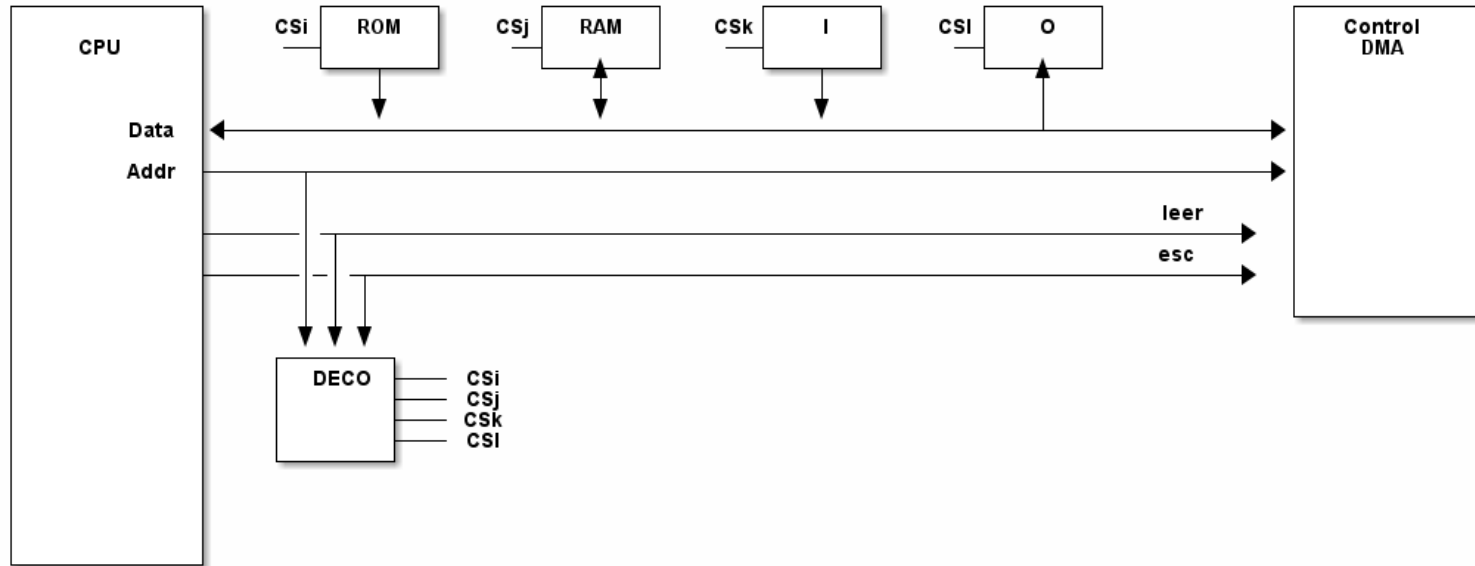 CPU
CSi
ROM
CSj
RAM
CSk
I
CSl
O
Control
DMA
Data
Addr
leer
esc
DECO
CSi
CSj
CSk
CSl